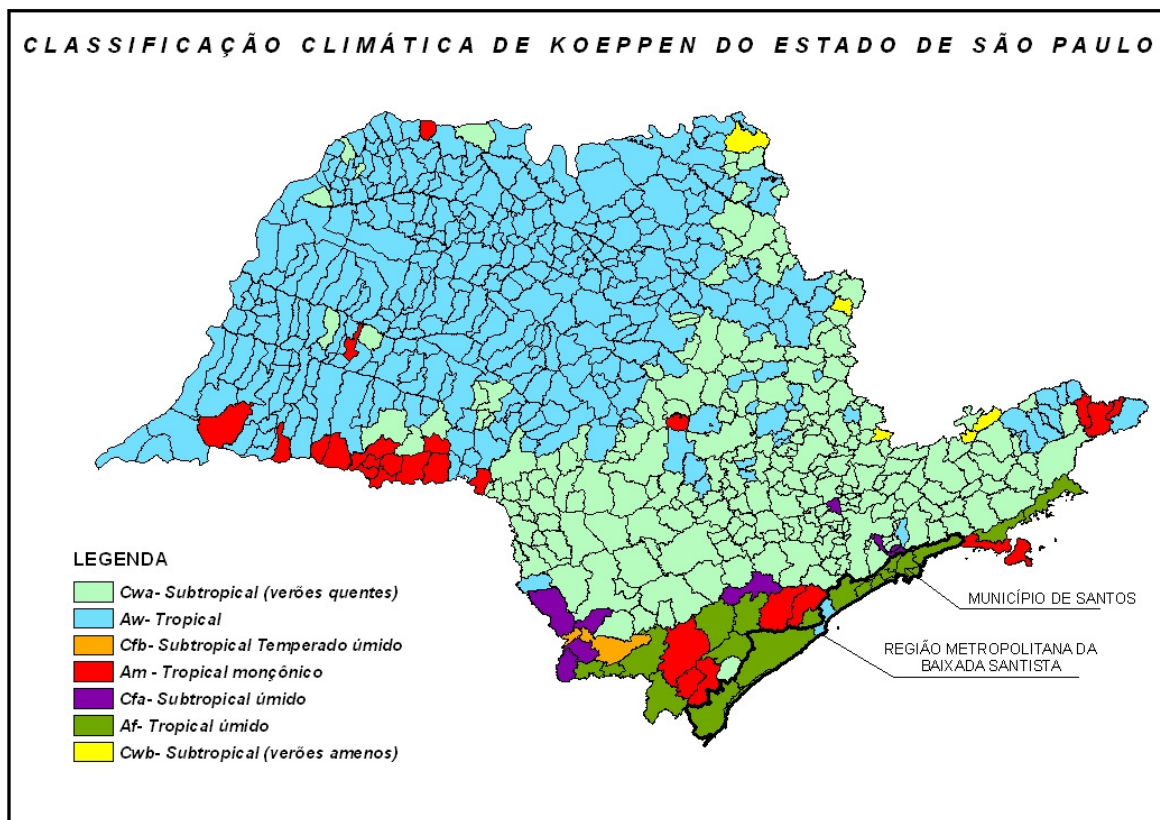 CLASSIFICAÇÃO CLIMÁTICA DE KOEPPEN DO ESTADO DE SÃO PAULO
LEGENDA
Cwa- Subtropical (verões quentes)
Aw- Tropical
Cfb- Subtropical Temperado úmido
Am - Tropical monçônico
Cfa- Subtropical úmido
Af- Tropical úmido
Cwb- Subtropical (verões amenos)
MUNICÍPIO DE SANTOS
REGIÃO METROPOLITANA DA
BAIXADA SANTISTA